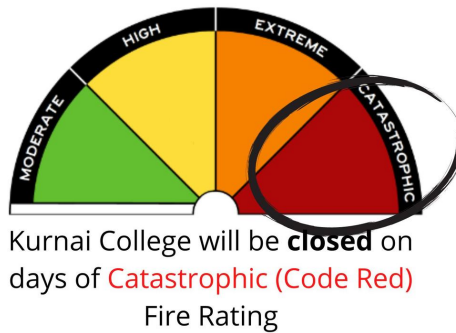 MODERATE
HIGH
EXTREME
CATASTROPHIC
Kurnai College will be closed on
days of Catastrophic (Code Red)
Fire Rating